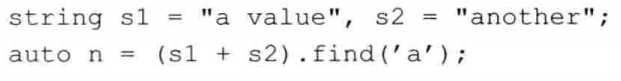 string s1 = "a value", s2 = "another";
auto n = (s1 + s2).find('a');